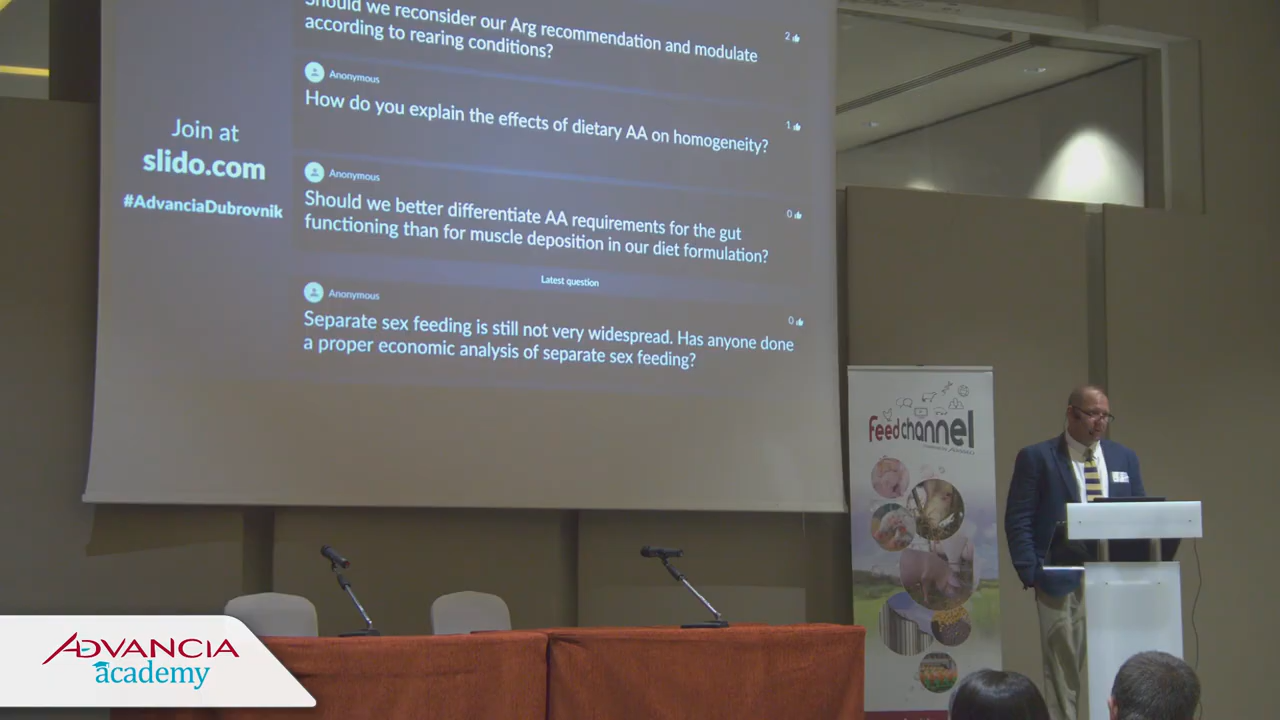 Should we reconsider our Arg recommendation and modulate
according to rearing conditions?
2
Anonymous
How do you explain the effects of dietary AA on homogeneity?
1
Anonymous
Should we better differentiate AA requirements for the gut
functioning than for muscle deposition in our diet formulation?
0
Latest question
Anonymous
Separate sex feeding is still not very widespread. Has anyone done
a proper economic analysis of separate sex feeding?
0
Join at
slido.com
#AdvanciaDubrovnik
feedchannel
ADVANCIA
academy